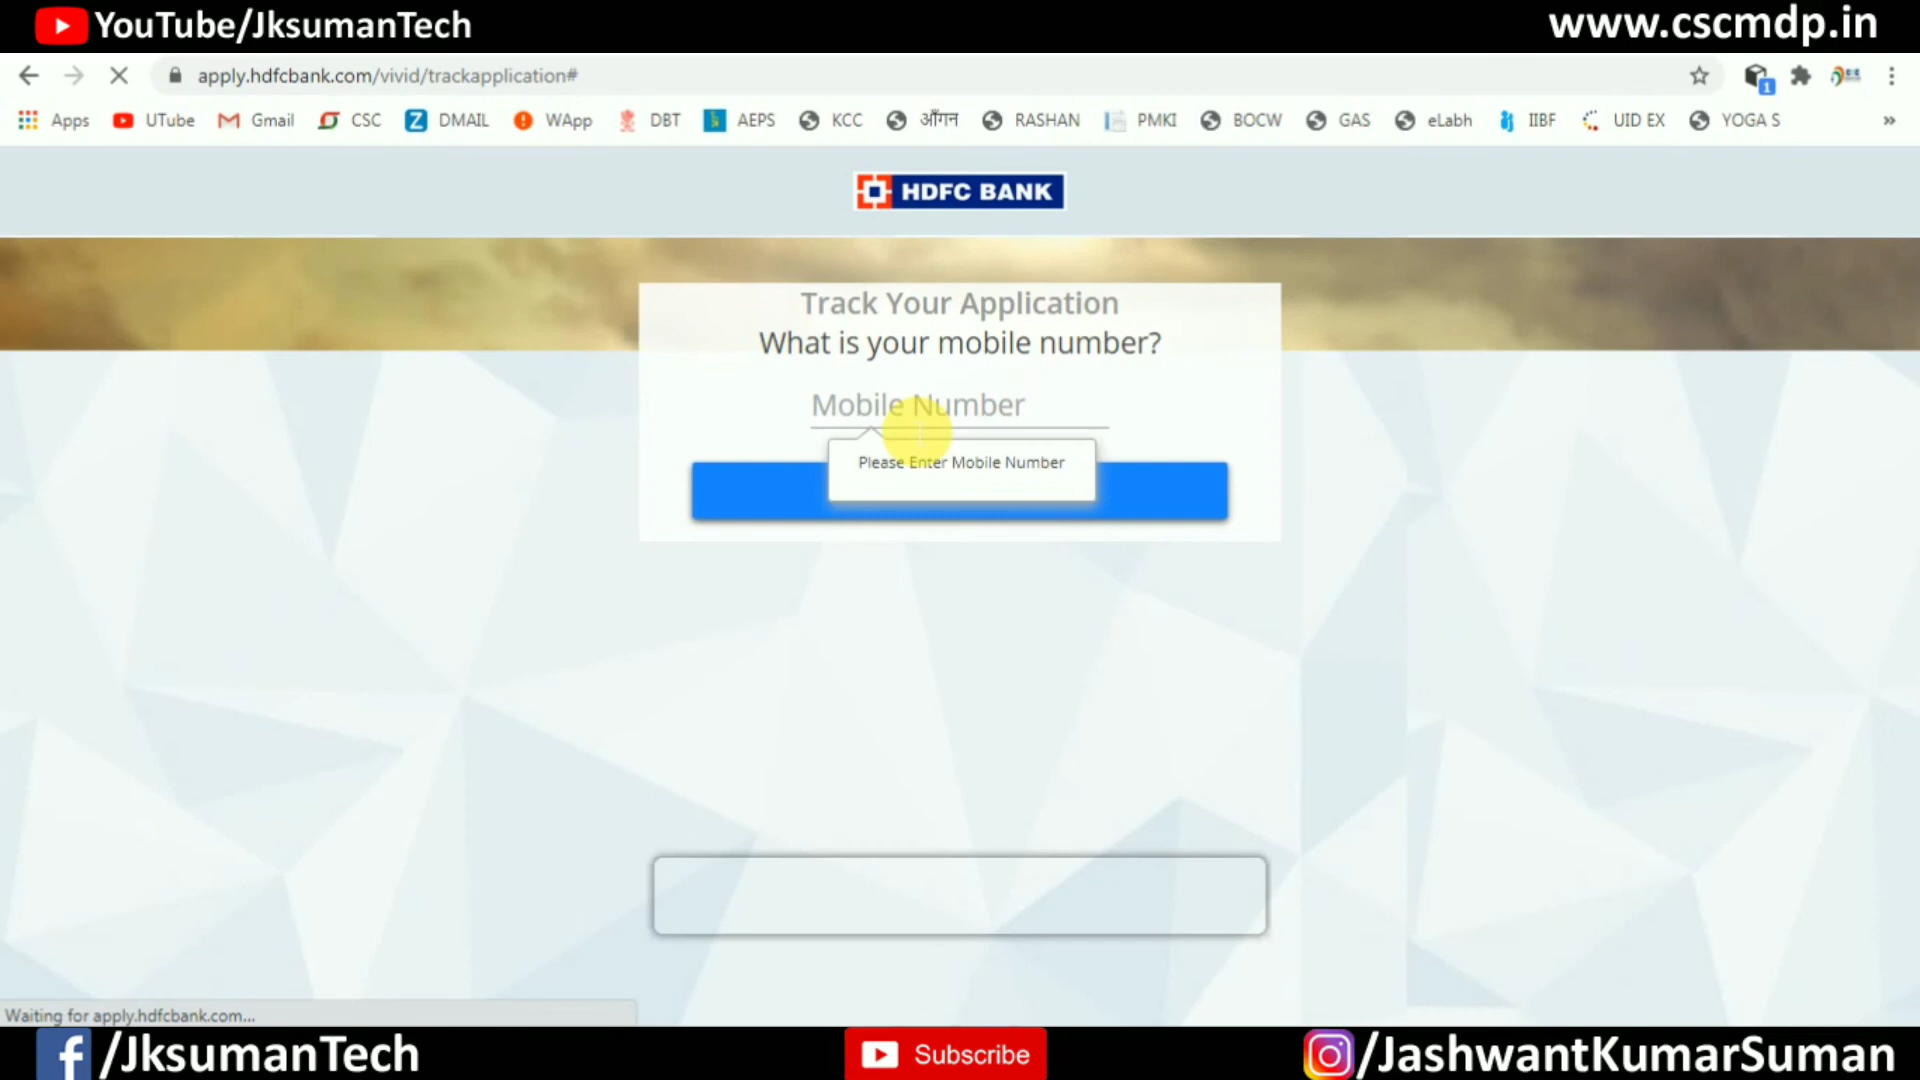 YouTube/JksumanTech
www.cscmdp.in
apply.hdfcbank.com/vivid/trackapplication#
1
Apps UTube Gmail CSC Z DMAIL WApp DBT AEPS KCC आँगन RASHAN PMKI BOCW GAS eLabh IIBF UID EX YOGA S »
HDFC BANK
Track Your Application
What is your mobile number?
Mobile Number
Please Enter Mobile Number
Waiting for apply.hdfcbank.com...
f /JksumanTech
Subscribe
/JashwantKumarSuman